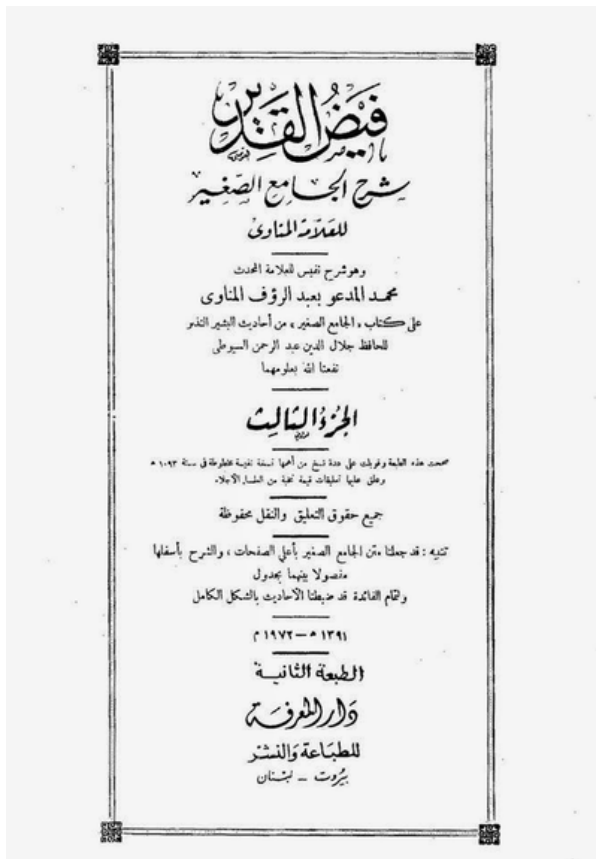 فيض القدير
شرح الجامع الصغير
للعلامة المناوى
وهو شرح نفيس للعلامة المحدث
محمد المدعو بعبد الرؤف المناوى
على كتاب «الجامع الصغير» من أحاديث البشير النذير
للحافظ جلال الدين عبد الرحمن السيوطى
نفعنا الله بعلومهما
الجزء الثالث
صححت هذه الطبعة وقوبلت على عدة نسخ من أهمها نسخة نفيسة مخطوطة فى سنة ١٠٩٣ هـ
وعلق عليها تعليقات قيمة نخبة من العلماء الأجلاء
جميع حقوق التعليق والنقل محفوظة
تنبيه : قد جعلنا متن الجامع الصغير بأعلى الصفحات ، والشرح بأسفلها
مفصولا بينهما بجدول
ولتمام الفائدة قد ضبطنا الأحاديث بالشكل الكامل
١٣٩١ هـ – ١٩٧٢ م
الطبعة الثانية
دار المعرفة
للطباعة والنشر
بيروت – لبنان